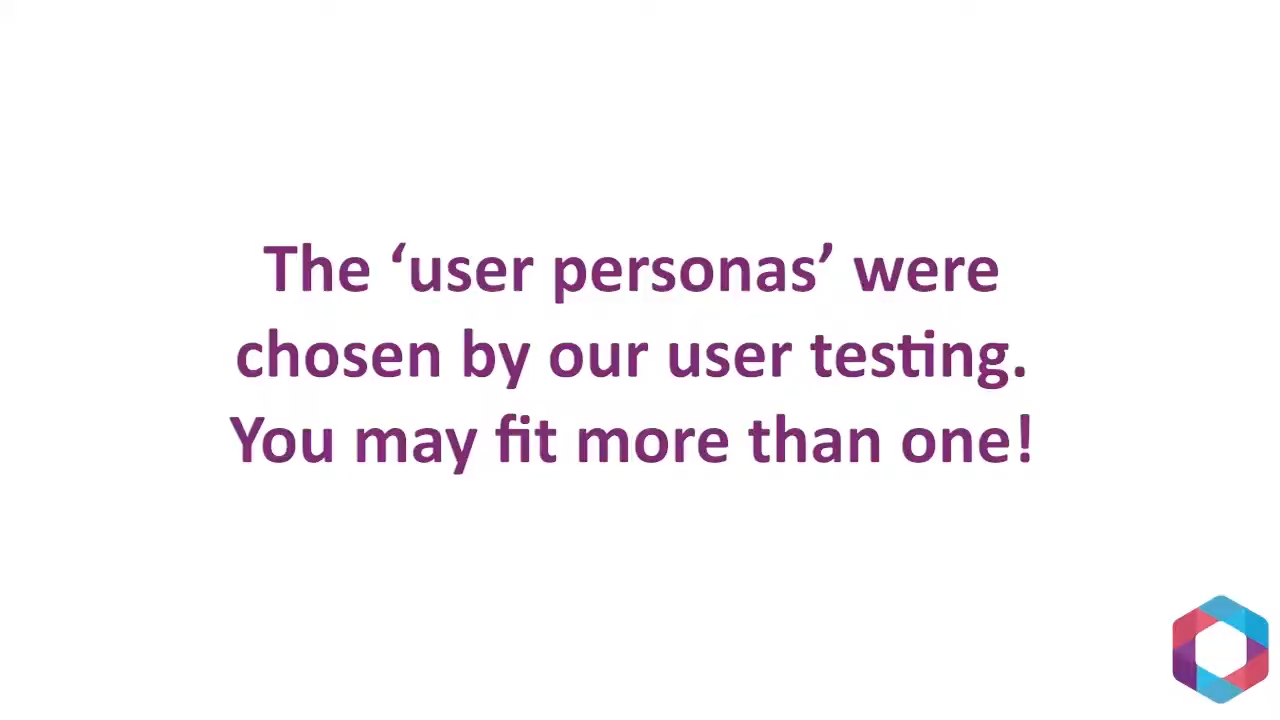 The ‘user personas’ were
chosen by our user testing.
You may fit more than one!